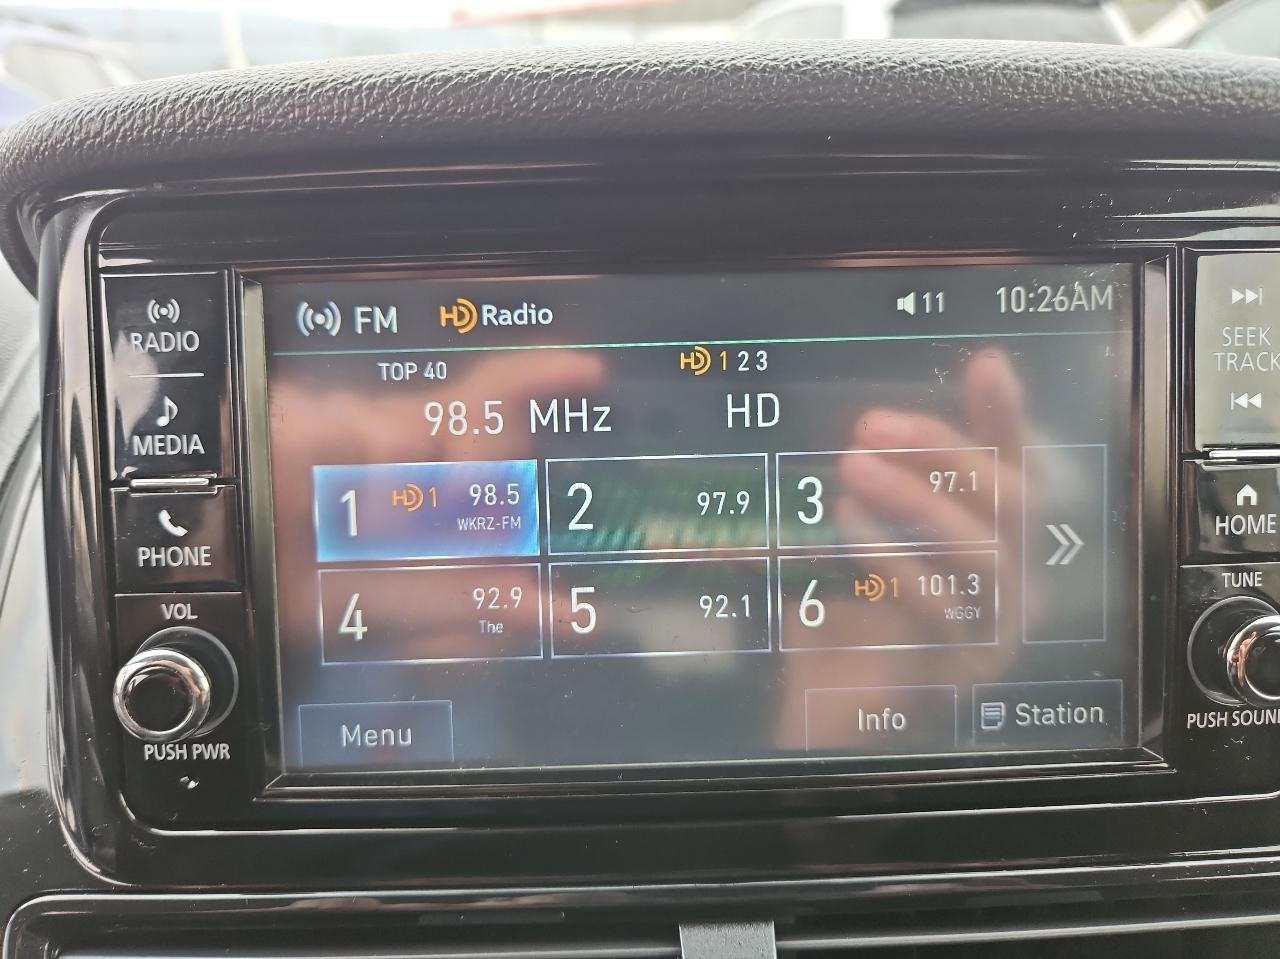 RADIO
MEDIA
PHONE
VOL
PUSH PWR
FM HD Radio 11 10:26AM
TOP 40 HD 1 2 3
98.5 MHz HD
1 HD 1 98.5
WKRZ-FM
2 97.9
3 97.1
4 92.9
The
5 92.1
6 HD 1 101.3
WGGY
Menu Info Station
SEEK
TRACK
HOME
TUNE
PUSH SOUND